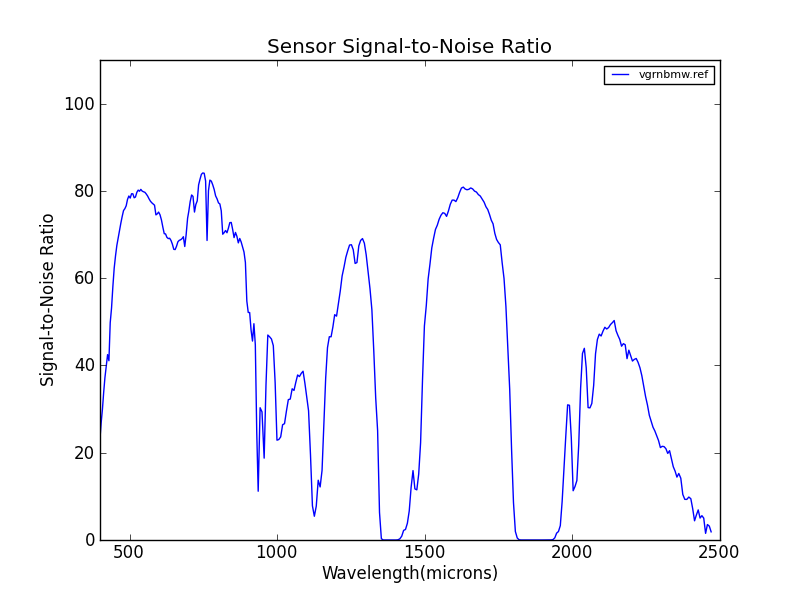 Sensor Signal-to-Noise Ratio
vgrnbmw.ref
Signal-to-Noise Ratio
100
80
60
40
20
0
500
1000
1500
2000
2500
Wavelength(microns)